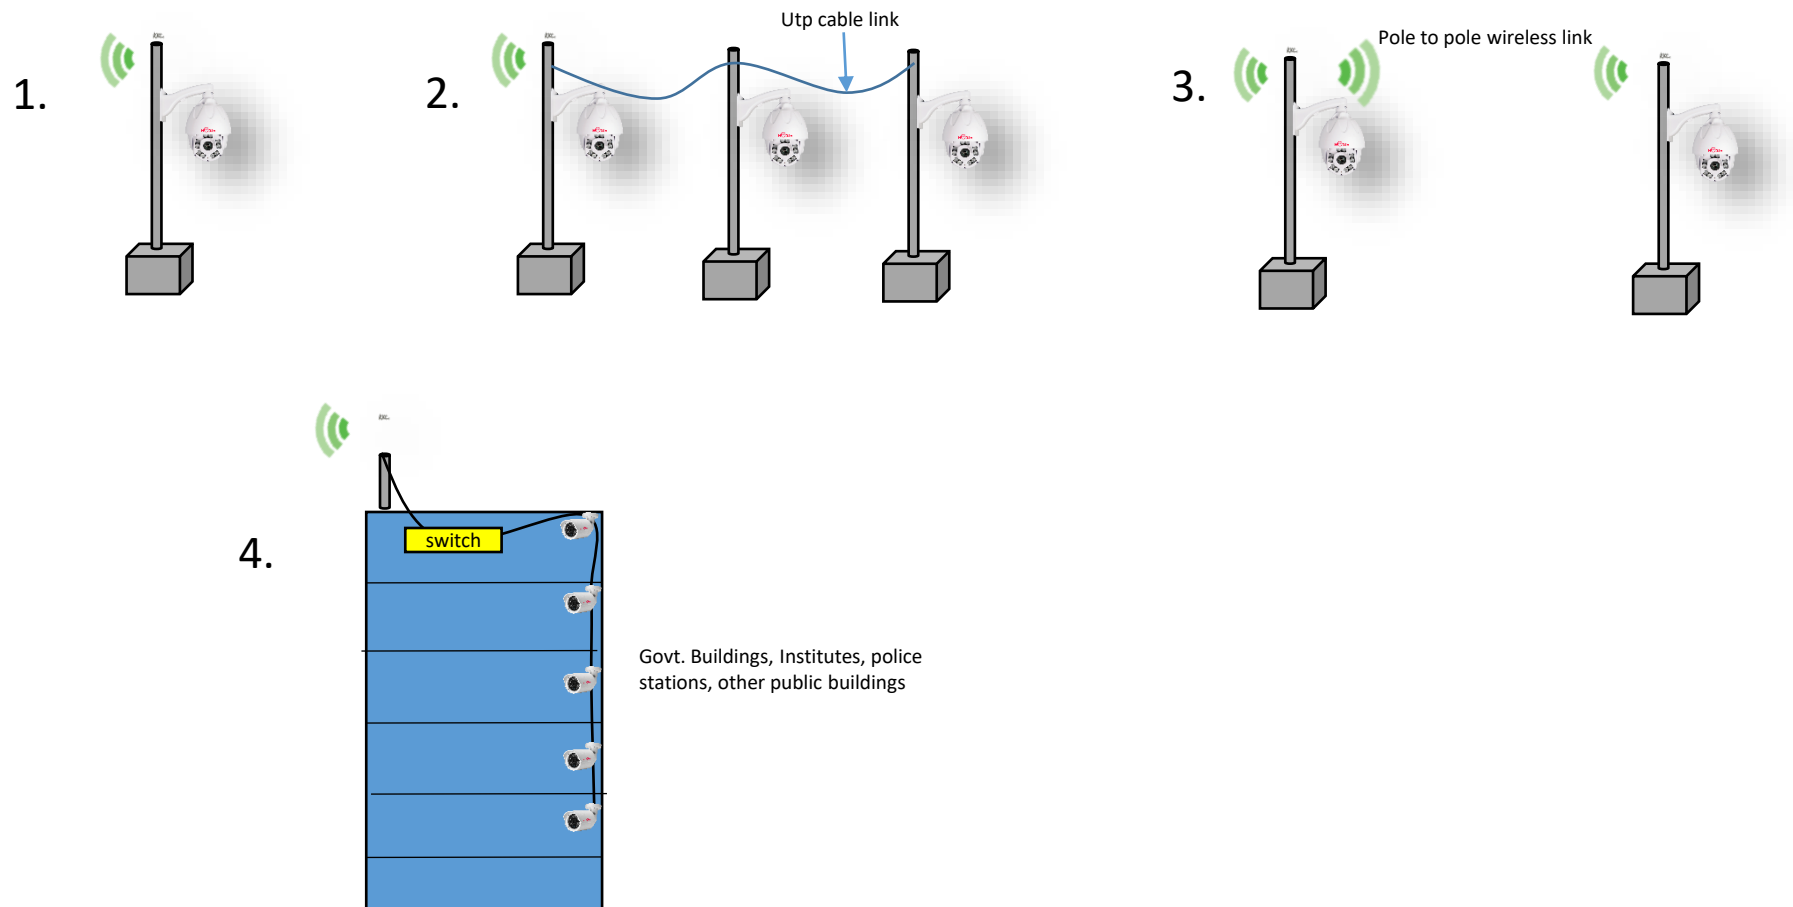 1.
2.
Utp cable link
3.
Pole to pole wireless link
4.
switch
Govt. Buildings, Institutes, police
stations, other public buildings